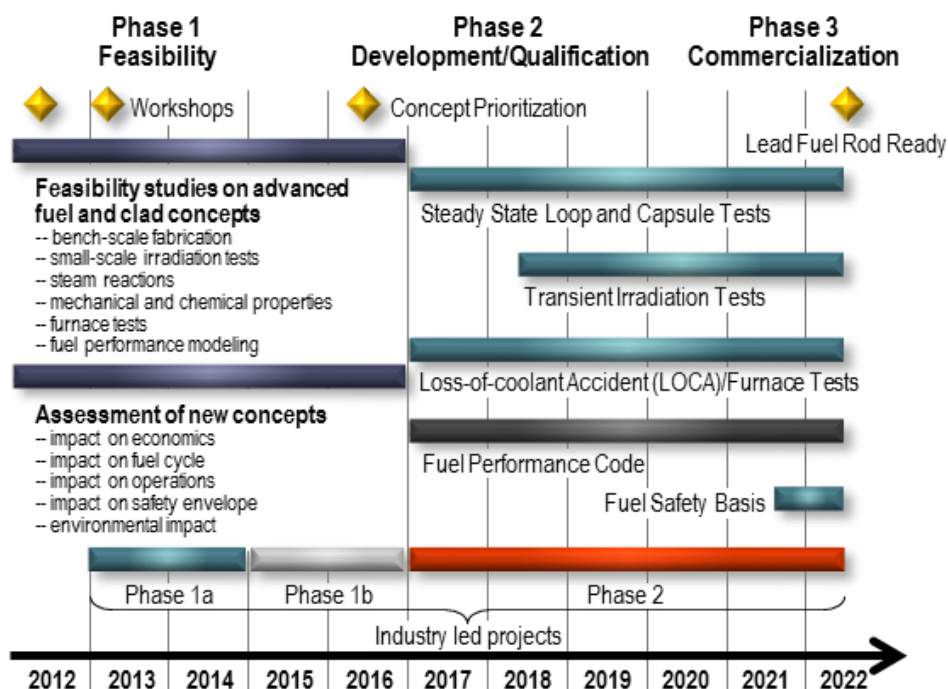 Phase 1
Feasibility
Phase 2
Development/Qualification
Phase 3
Commercialization
Workshops
Concept Prioritization
Lead Fuel Rod Ready
Feasibility studies on advanced
fuel and clad concepts
-- bench-scale fabrication
-- small-scale irradiation tests
-- steam reactions
-- mechanical and chemical properties
-- furnace tests
-- fuel performance modeling
Steady State Loop and Capsule Tests
Transient Irradiation Tests
Loss-of-coolant Accident (LOCA)/Furnace Tests
Assessment of new concepts
-- impact on economics
-- impact on fuel cycle
-- impact on operations
-- impact on safety envelope
-- environmental impact
Fuel Performance Code
Fuel Safety Basis
Phase 1a
Phase 1b
Phase 2
Industry led projects
2012 2013 2014 2015 2016 2017 2018 2019 2020 2021 2022